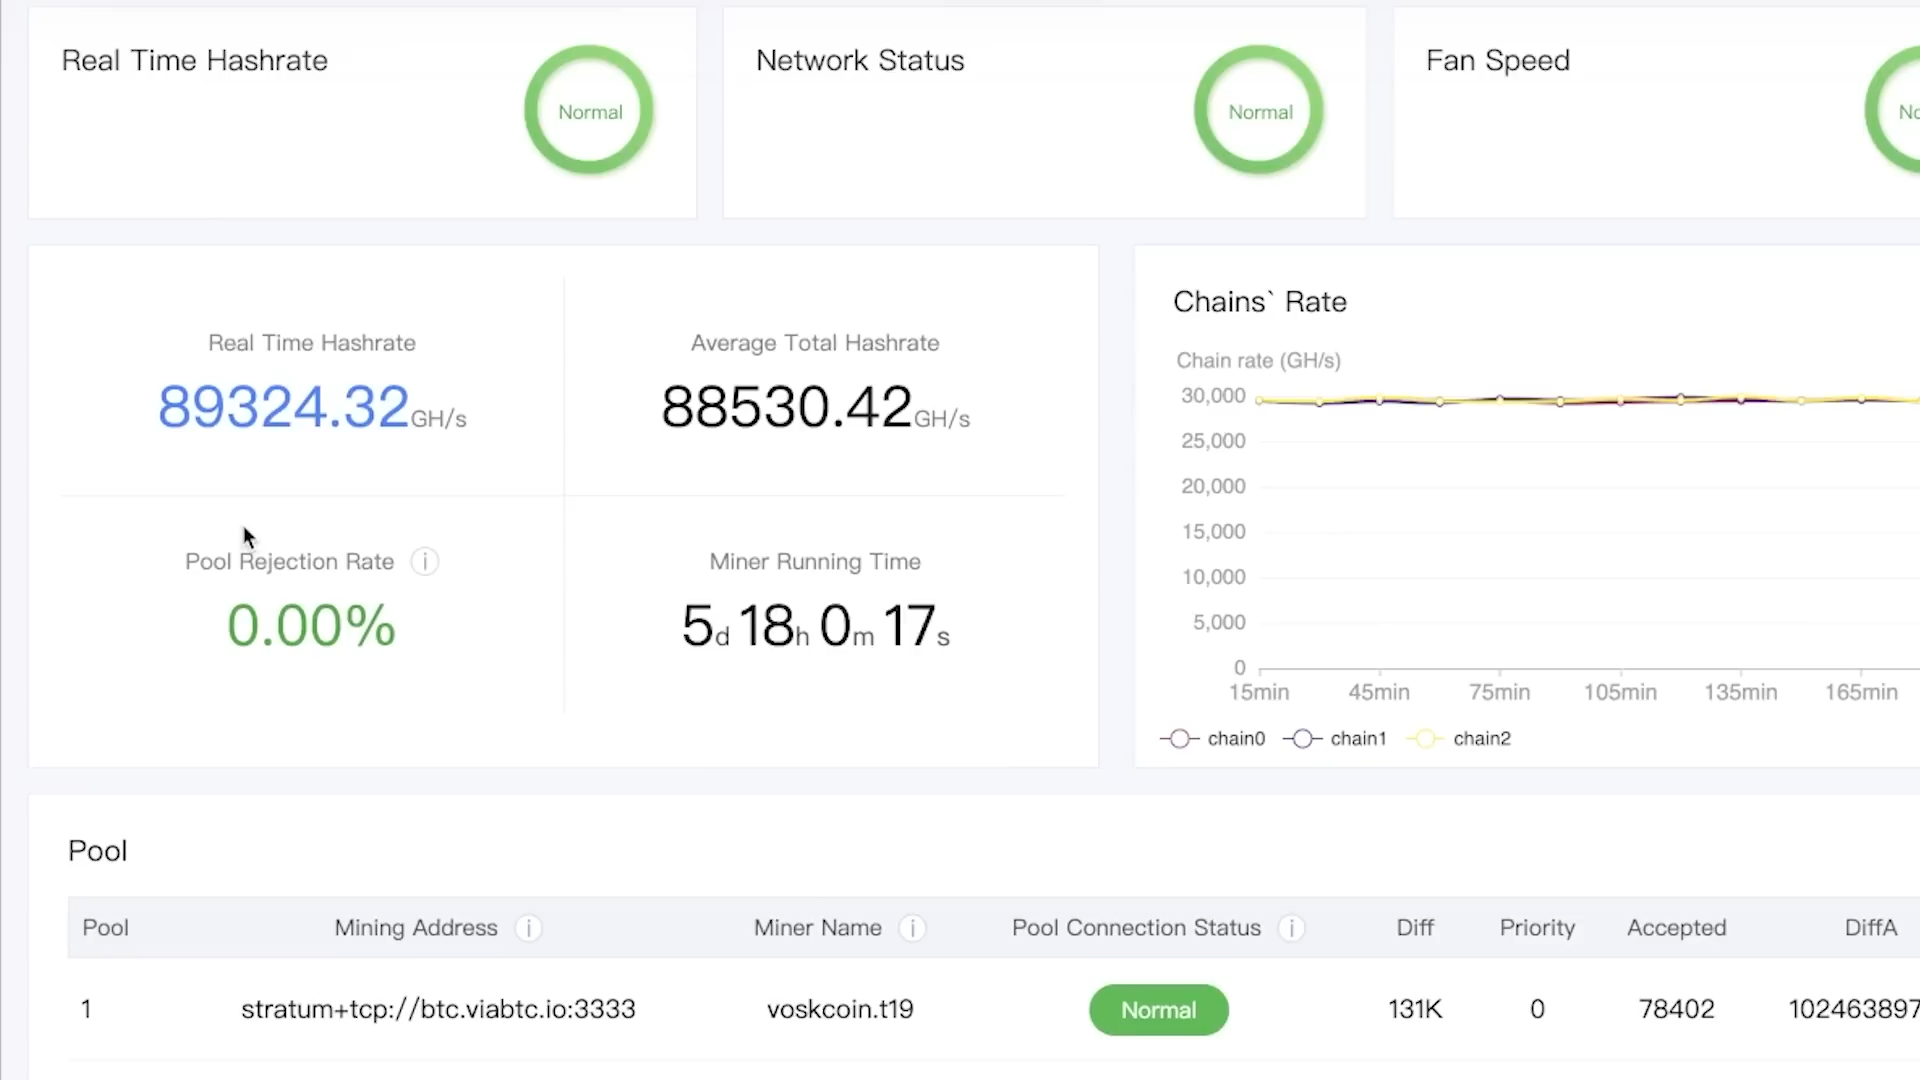 Real Time Hashrate
Normal
Network Status
Normal
Fan Speed
Real Time Hashrate
89324.32GH/s
Average Total Hashrate
88530.42GH/s
Pool Rejection Rate i
0.00%
Miner Running Time
5d 18h 0m 17s
Chains` Rate
Chain rate (GH/s)
30,000
25,000
20,000
15,000
10,000
5,000
0
15min 45min 75min 105min 135min 165min
chain0 chain1 chain2
Pool
Pool Mining Address i Miner Name i Pool Connection Status i Diff Priority Accepted DiffA
1 stratum+tcp://btc.viabtc.io:3333 voskcoin.t19 Normal 131K 0 78402 102463897